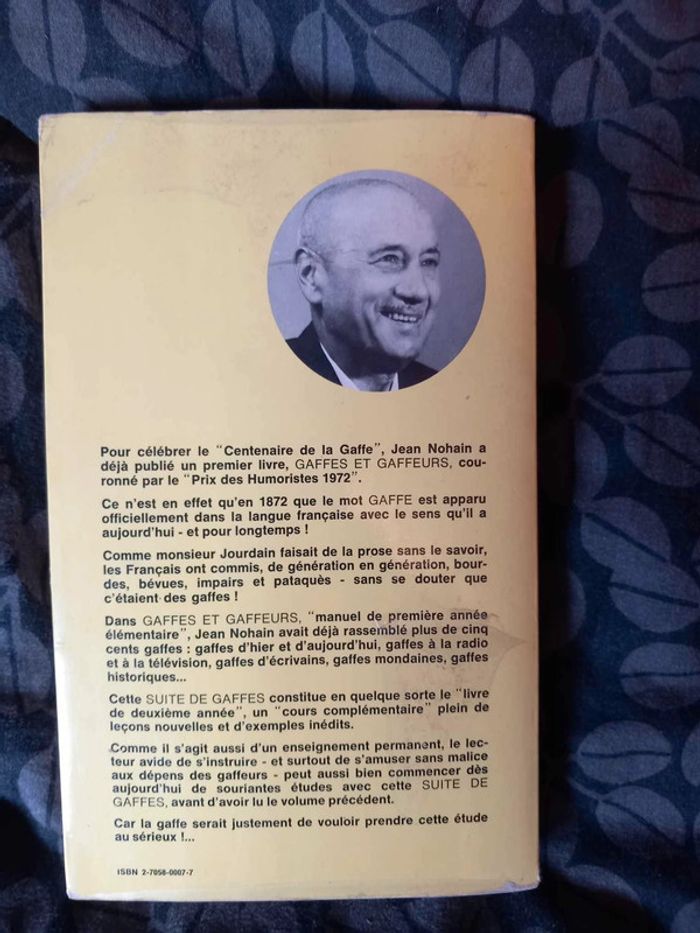 Pour célébrer le "Centenaire de la Gaffe", Jean Nohain a
déjà publié un premier livre, GAFFES ET GAFFEURS, cou-
ronné par le "Prix des Humoristes 1972".
Ce n'est en effet qu'en 1872 que le mot GAFFE est apparu
officiellement dans la langue française avec le sens qu'il a
aujourd'hui - et pour longtemps !
Comme monsieur Jourdain faisait de la prose sans le savoir,
les Français ont commis, de génération en génération, bour-
des, bévues, impairs et pataquès - sans se douter que
c'étaient des gaffes !
Dans GAFFES ET GAFFEURS, "manuel de première année
élémentaire", Jean Nohain avait déjà rassemblé plus de cinq
cents gaffes : gaffes d'hier et d'aujourd'hui, gaffes à la radio
et à la télévision, gaffes d'écrivains, gaffes mondaines, gaffes
historiques...
Cette SUITE DE GAFFES constitue en quelque sorte le "livre
de deuxième année", un "cours complémentaire" plein de
leçons nouvelles et d'exemples inédits.
Comme il s'agit aussi d'un enseignement permanent, le lec-
teur avide de s'instruire - et surtout de s'amuser sans malice
aux dépens des gaffeurs - peut aussi bien commencer dès
aujourd'hui de souriantes études avec cette SUITE DE
GAFFES, avant d'avoir lu le volume précédent.
Car la gaffe serait justement de vouloir prendre cette étude
au sérieux !...
ISBN 2-7058-0007-7